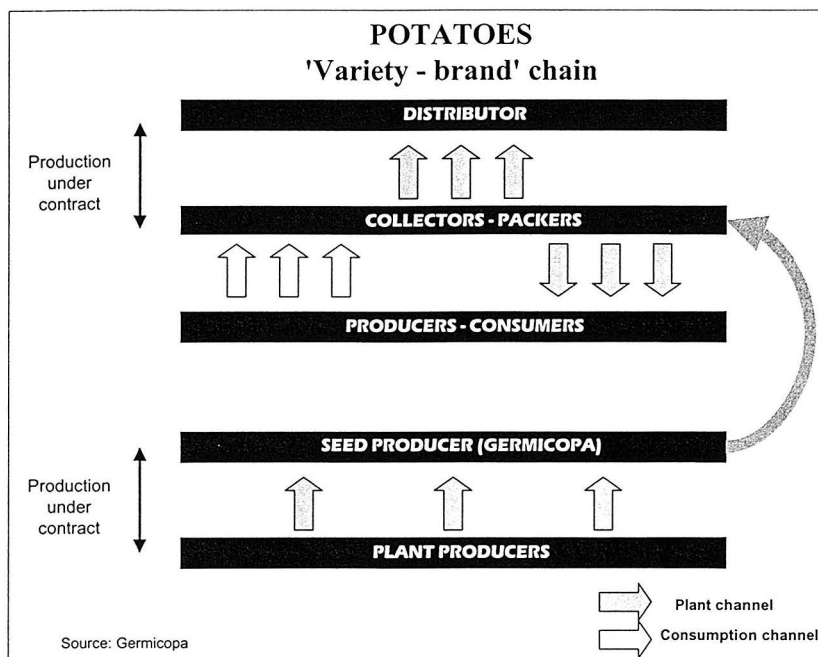 POTATOES
'Variety - brand' chain
DISTRIBUTOR
Production
under
contract
COLLECTORS - PACKERS
PRODUCERS - CONSUMERS
SEED PRODUCER (GERMICOPA)
Production
under
contract
PLANT PRODUCERS
Plant channel
Consumption channel
Source: Germicopa